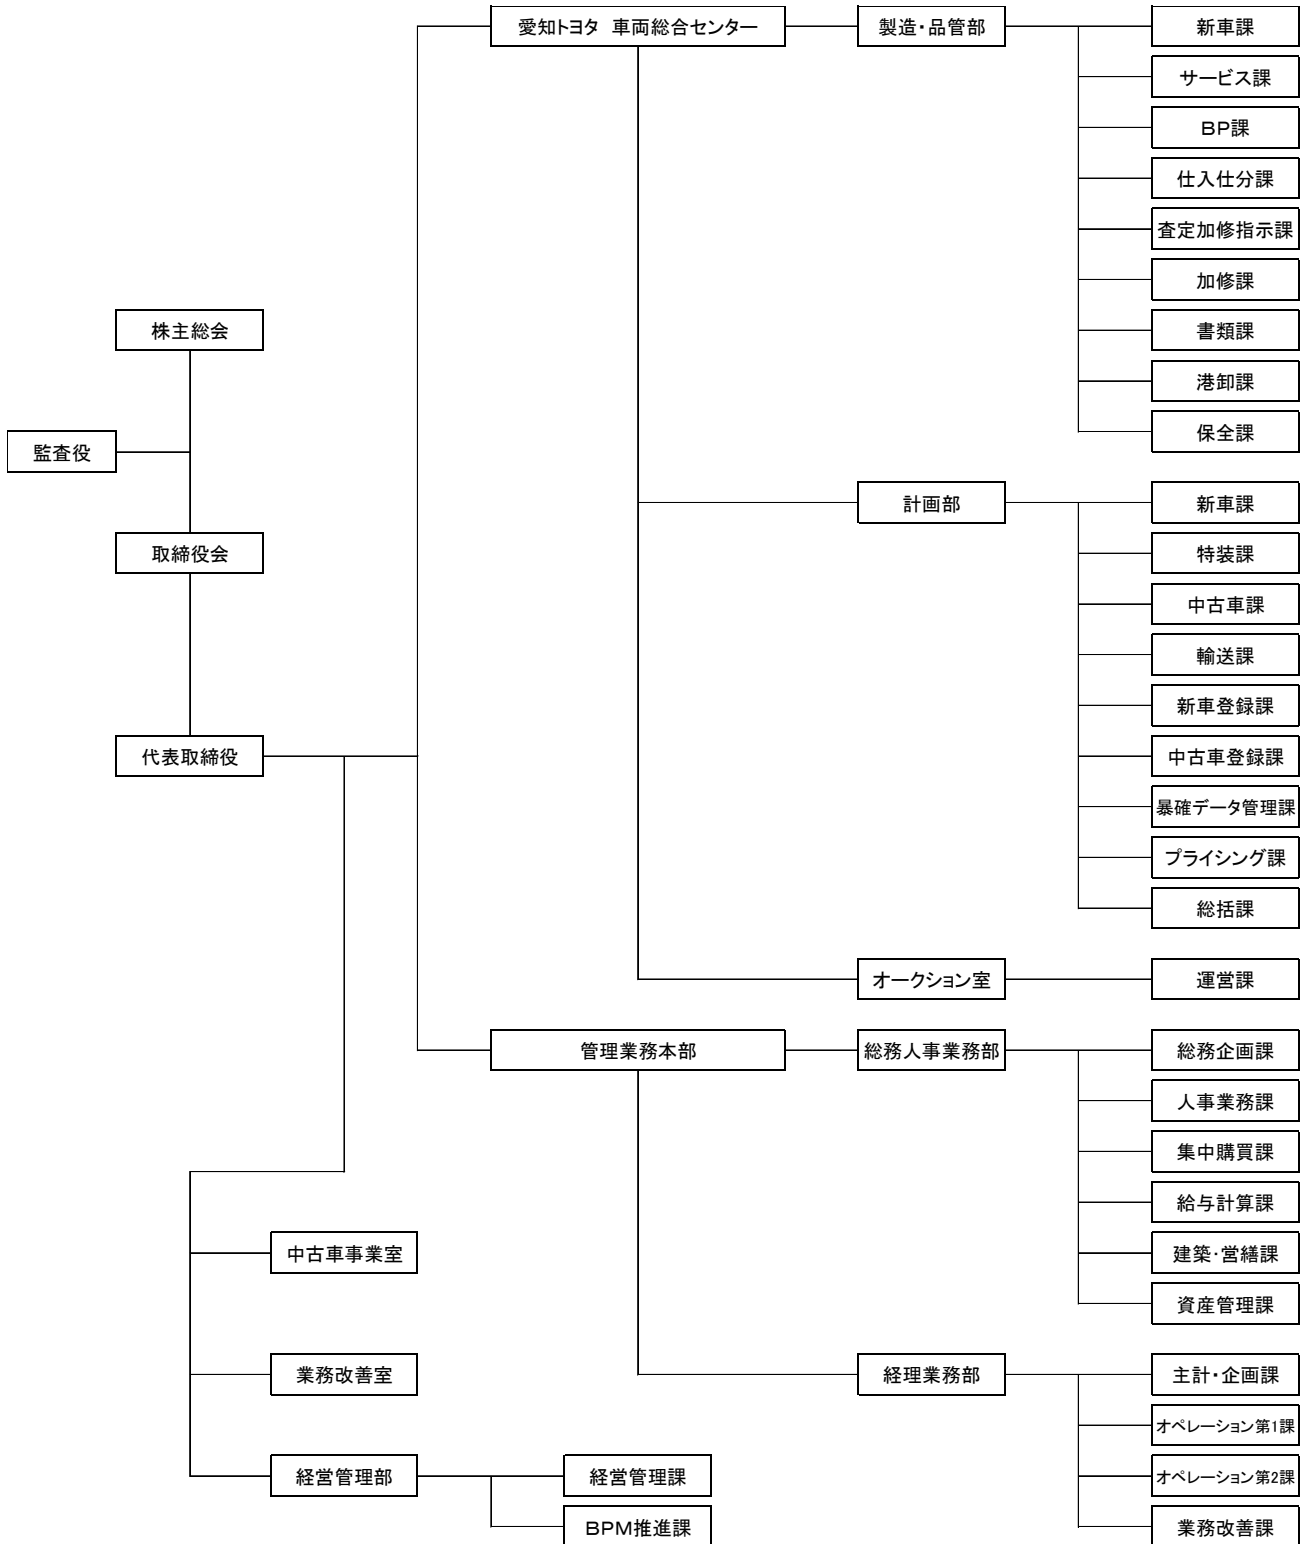 愛知トヨタ 車両総合センター
製造・品管部
新車課
サービス課
BP課
仕入仕分課
査定加修指示課
加修課
書類課
港卸課
保全課
株主総会
監査役
取締役会
代表取締役
計画部
新車課
特装課
中古車課
輸送課
新車登録課
中古車登録課
暴確データ管理課
プライシング課
総括課
オークション室
運営課
管理業務本部
総務人事業務部
総務企画課
人事業務課
集中購買課
給与計算課
建築・営繕課
資産管理課
中古車事業室
業務改善室
経営管理部
経営管理課
BPM推進課
経理業務部
主計・企画課
オペレーション第1課
オペレーション第2課
業務改善課